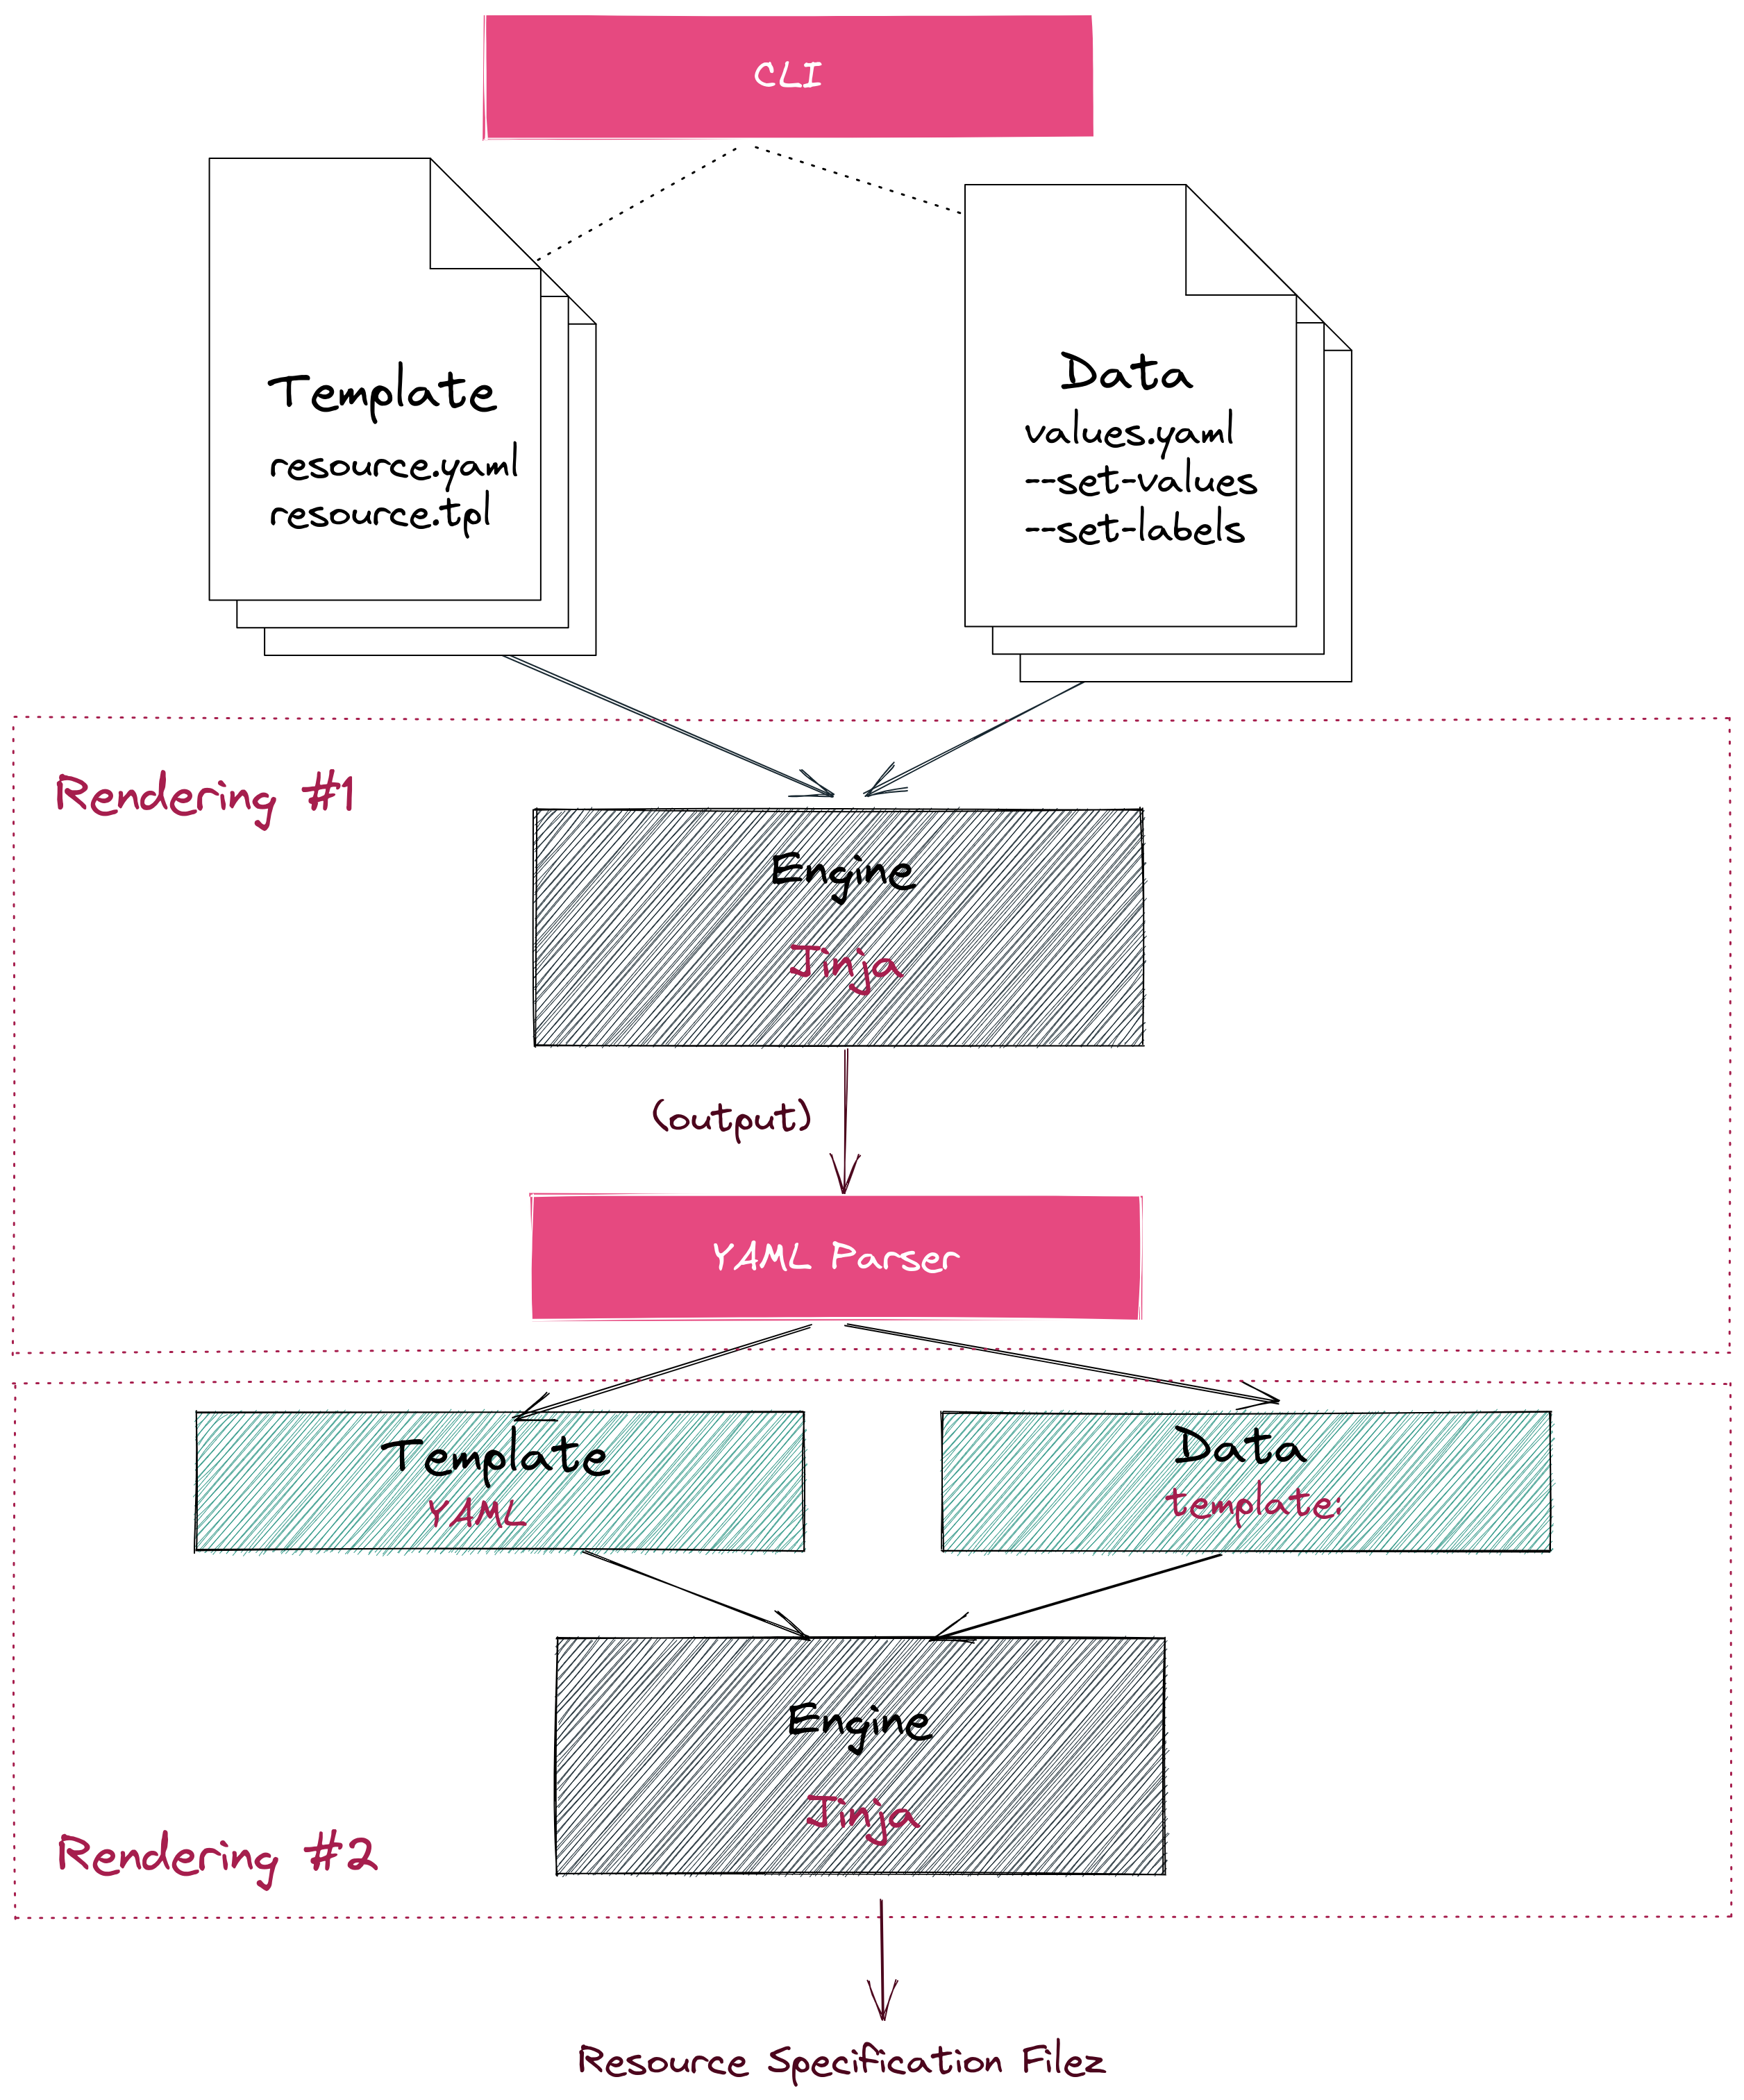 CLI
Template
resource.yaml
resource.tpl
Data
values.yaml
--set-values
--set-labels
Rendering #1
Engine
Jinja
(output)
YAML Parser
Template
YAML
Data
template:
Engine
Jinja
Rendering #2
Resource Specification Filez